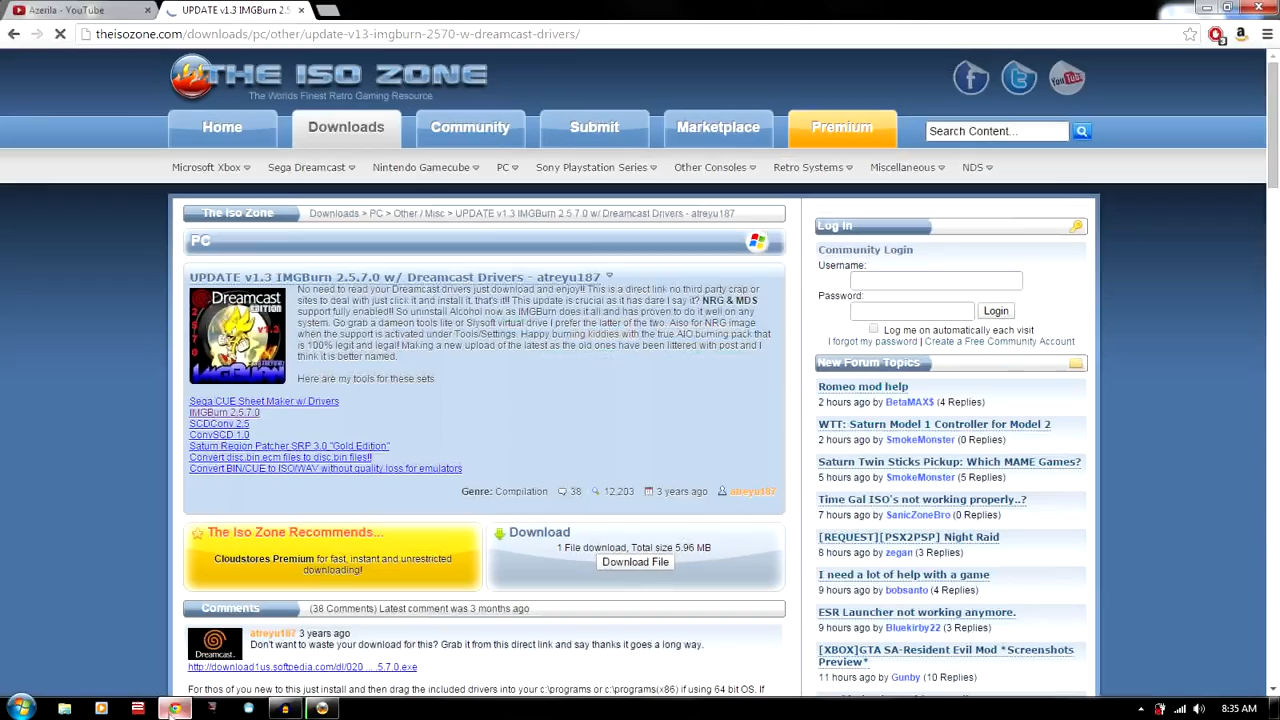 Azerila - YouTube
UPDATE v1.3 IMGBurn 2.5.
theisozone.com/downloads/pc/other/update-v13-imgburn-2570-w-dreamcast-drivers/
THE ISO ZONE
The Worlds Finest Retro Gaming Resource
You Tube
Home
Downloads
Community
Submit
Marketplace
Premium
Search Content...
Microsoft Xbox
Sega Dreamcast
Nintendo Gamecube
PC
Sony Playstation Series
Other Consoles
Retro Systems
Miscellaneous
NDS
The Iso Zone
Downloads > PC > Other / Misc > UPDATE v1.3 IMGBurn 2.5.7.0 w/ Dreamcast Drivers - atreyu187
PC
UPDATE v1.3 IMGBurn 2.5.7.0 w/ Dreamcast Drivers - atreyu187
No need to read your Dreamcast drivers just download and enjoy!! This is a direct link no third party crap or
sites to deal with just click it and install it, thats it!! This update is crucial as it has dare I say it? NRG & MDS
support fully enabled!! So uninstall Alcohol now as IMGBurn does it all and has proven to do it well on any
system. Go grab a dameon tools lite or Slysoft virtual drive I prefer the latter of the two. Also for NRG image
when the support is activated under Tools/Settings. Happy burning kiddies with the true AIO burning pack that
is 100% legit and legal! Making a new upload of the latest as the old ones have been littered with post and I
think it is better named.
Here are my tools for these sets
Dreamcast
EDITION
v1.3
2570
IMGBURN
Sega CUE Sheet Maker w/ Drivers
IMGBurn 2.5.7.0
SCDConv 2.5
ConvSCD 1.0
Saturn Region Patcher SRP 3.0 "Gold Edition"
Convert disc.bin.ecm files to disc.bin files!!
Convert BIN/CUE to ISO/WAV without quality loss for emulators
Genre: Compilation 38 12,203 3 years ago atreyu187
The Iso Zone Recommends...
Cloudstores Premium for fast, instant and unrestricted
downloading!
Download
1 File download, Total size 5.96 MB
Download File
Comments
(38 Comments) Latest comment was 3 months ago
Dreamcast.
atreyu187 3 years ago
Don't want to waste your download for this? Grab it from this direct link and say thanks it goes a long way.
http://download1us.softpedia.com/dl/020 ... .5.7.0.exe
For thos of you new to this just install and then drag the included drivers into your c:\programs or c:\programs(x86) if using 64 bit OS. If
Log In
Community Login
Username:
Password:
Login
Log me on automatically each visit
I forgot my password | Create a Free Community Account
New Forum Topics
Romeo mod help
2 hours ago by BetaMAX$ (4 Replies)
WTT: Saturn Model 1 Controller for Model 2
2 hours ago by SmokeMonster (0 Replies)
Saturn Twin Sticks Pickup: Which MAME Games?
5 hours ago by SmokeMonster (5 Replies)
Time Gal ISO's not working properly..?
7 hours ago by SanicZoneBro (0 Replies)
[REQUEST][PSX2PSP] Night Raid
8 hours ago by zegan (3 Replies)
I need a lot of help with a game
9 hours ago by bobsanto (4 Replies)
ESR Launcher not working anymore.
9 hours ago by Bluekirby22 (3 Replies)
[XBOX]GTA SA-Resident Evil Mod *Screenshots
Preview*
11 hours ago by Gunby (10 Replies)
8:35 AM